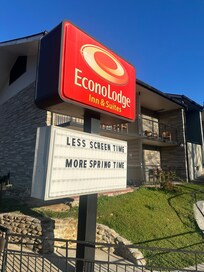 EconoLodge
Inn & Suites
LESS SCREEN TIME
MORE SPRING TIME